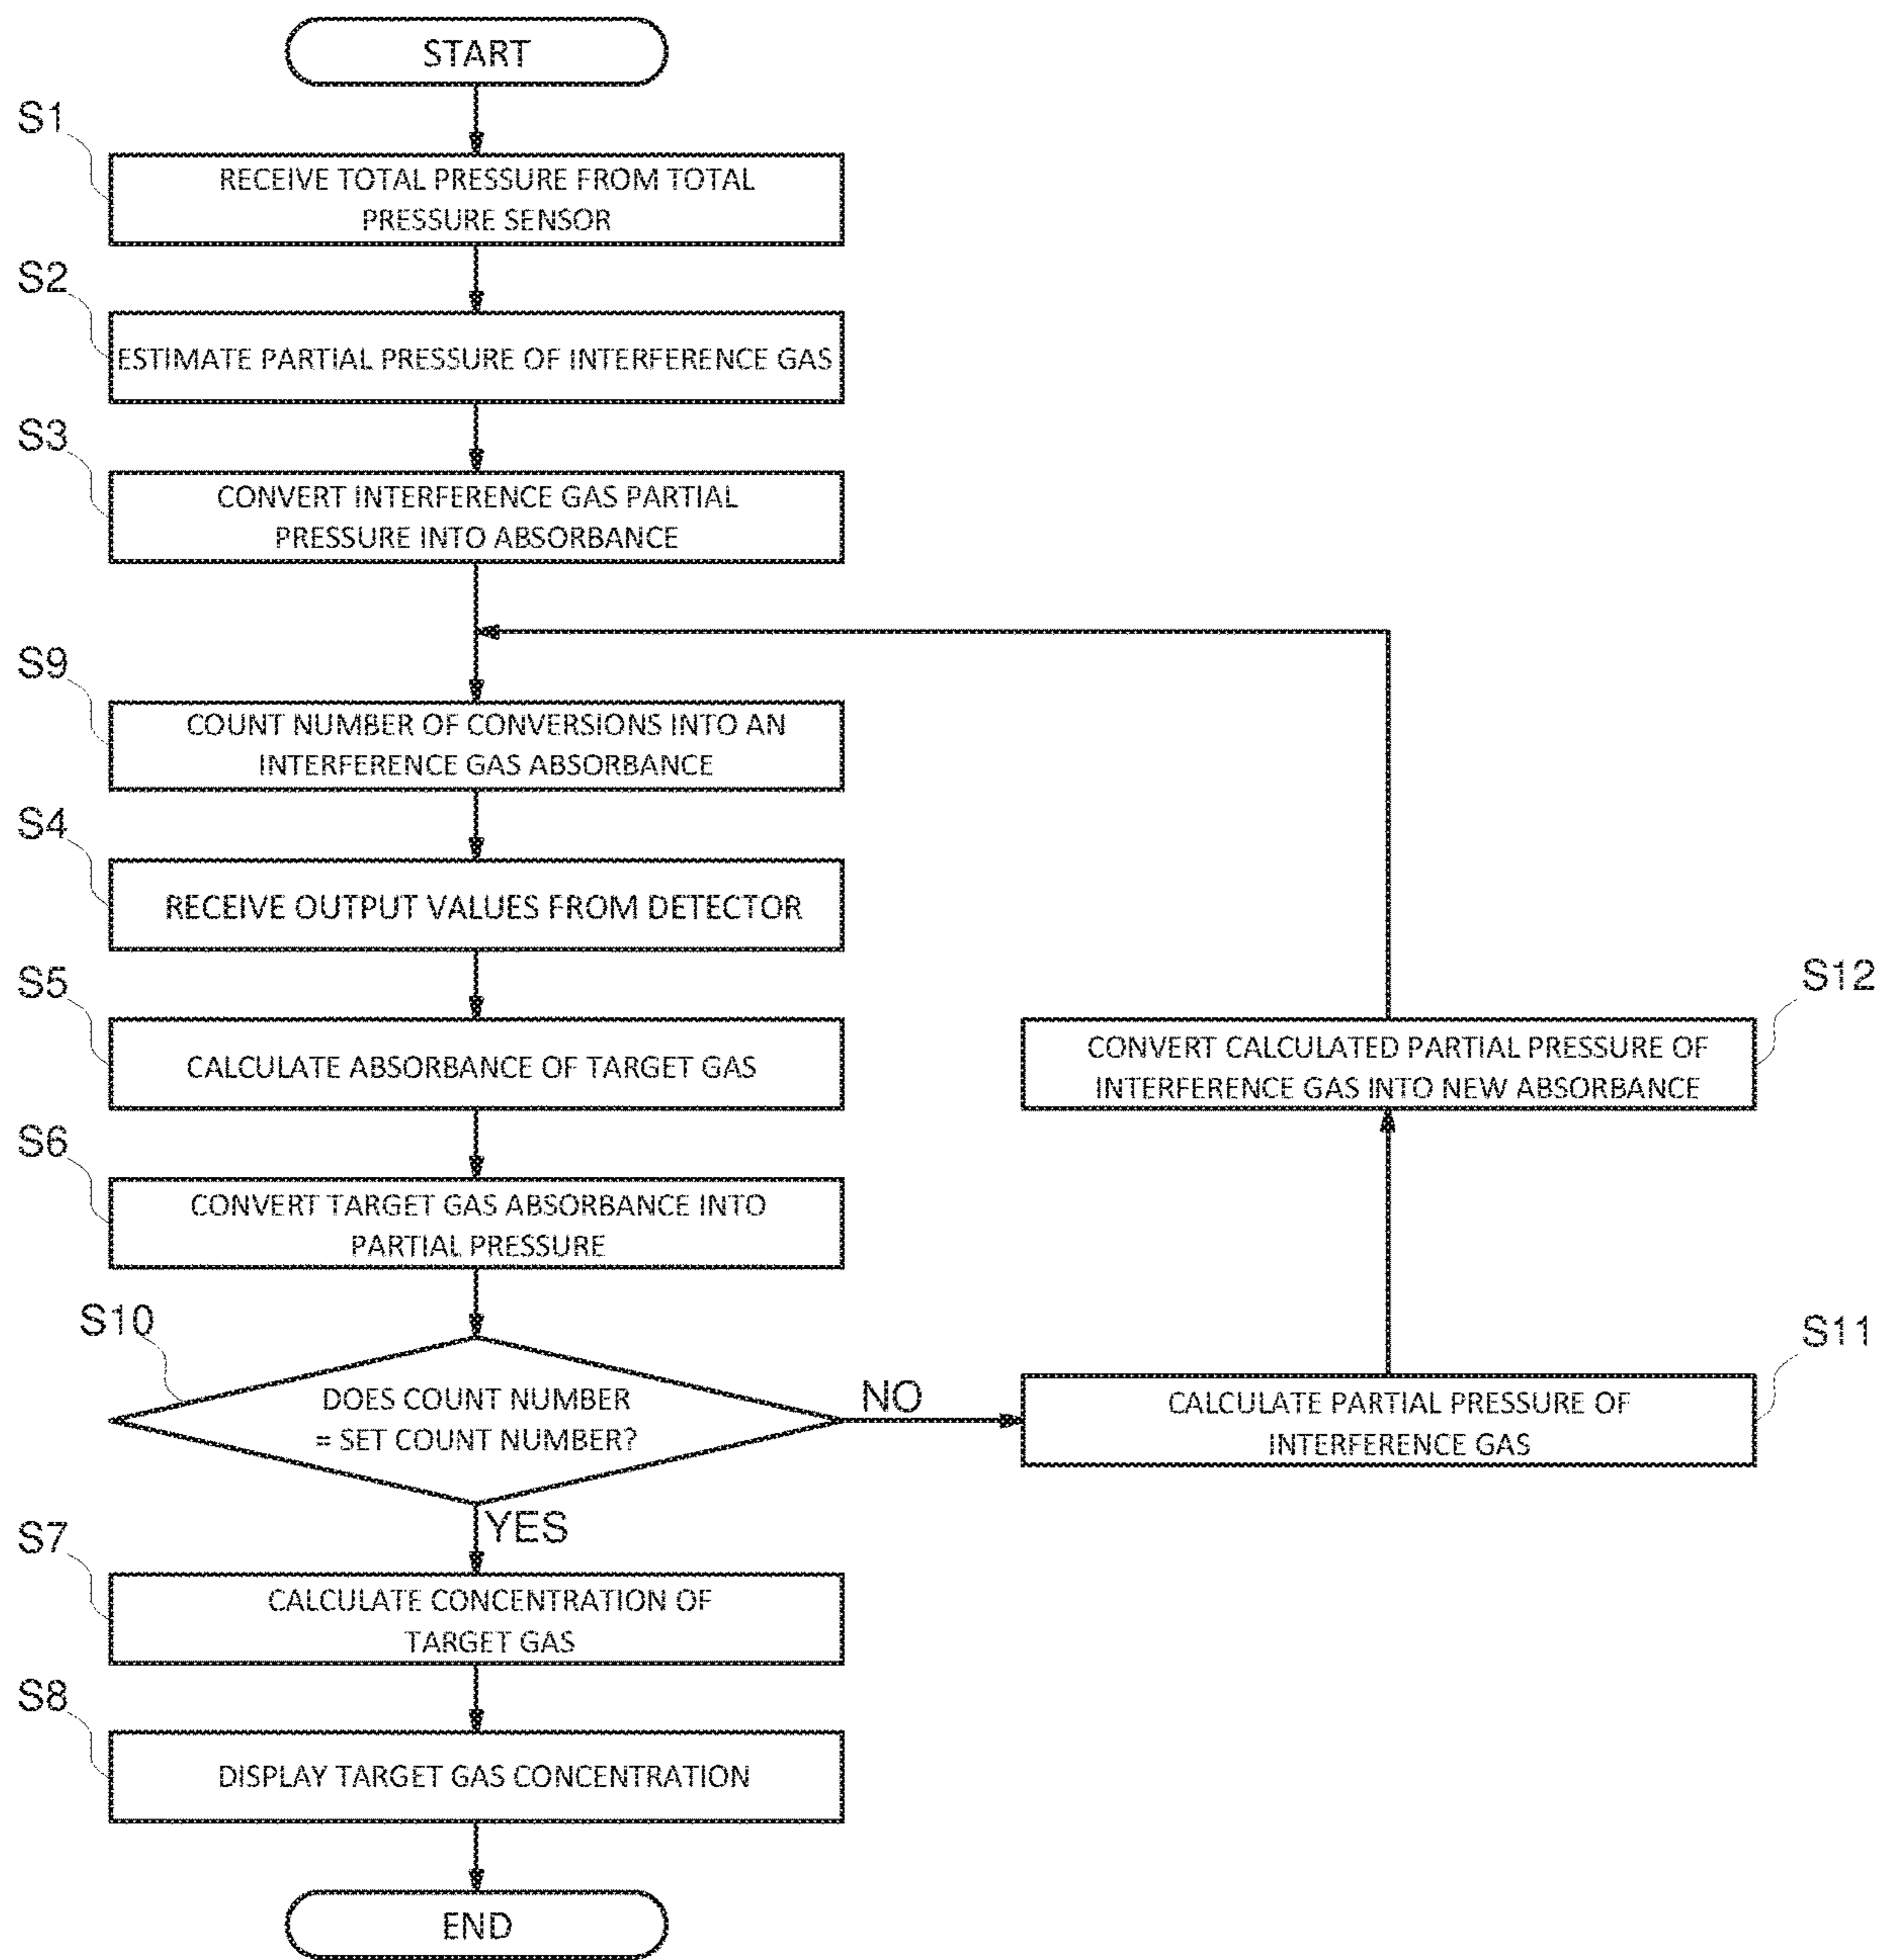 START
S1
RECEIVE TOTAL PRESSURE FROM TOTAL
PRESSURE SENSOR
S2
ESTIMATE PARTIAL PRESSURE OF INTERFERENCE GAS
S3
CONVERT INTERFERENCE GAS PARTIAL
PRESSURE INTO ABSORBANCE
S9
COUNT NUMBER OF CONVERSIONS INTO AN
INTERFERENCE GAS ABSORBANCE
S4
RECEIVE OUTPUT VALUES FROM DETECTOR
S5
CALCULATE ABSORBANCE OF TARGET GAS
S6
CONVERT TARGET GAS ABSORBANCE INTO
PARTIAL PRESSURE
S10
DOES COUNT NUMBER
= SET COUNT NUMBER?
NO
S11
CALCULATE PARTIAL PRESSURE OF
INTERFERENCE GAS
S12
CONVERT CALCULATED PARTIAL PRESSURE OF
INTERFERENCE GAS INTO NEW ABSORBANCE
YES
S7
CALCULATE CONCENTRATION OF
TARGET GAS
S8
DISPLAY TARGET GAS CONCENTRATION
END